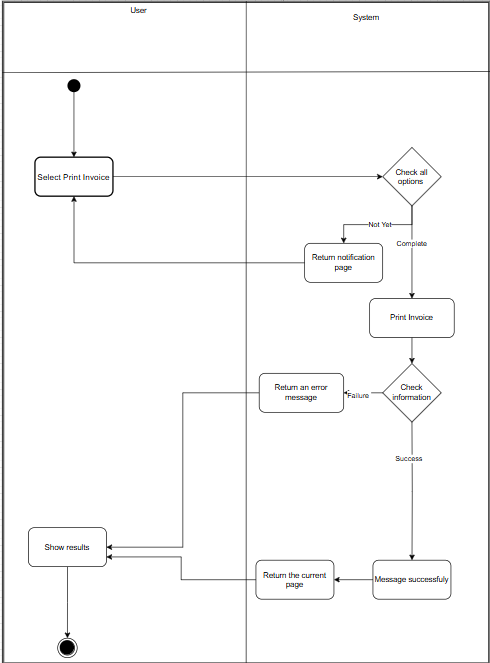 User
System
Select Print Invoice
Check all
options
Not Yet
Complete
Return notification
page
Print Invoice
Check
information
Failure
Return an error
message
Success
Show results
Return the current
page
Message successfuly